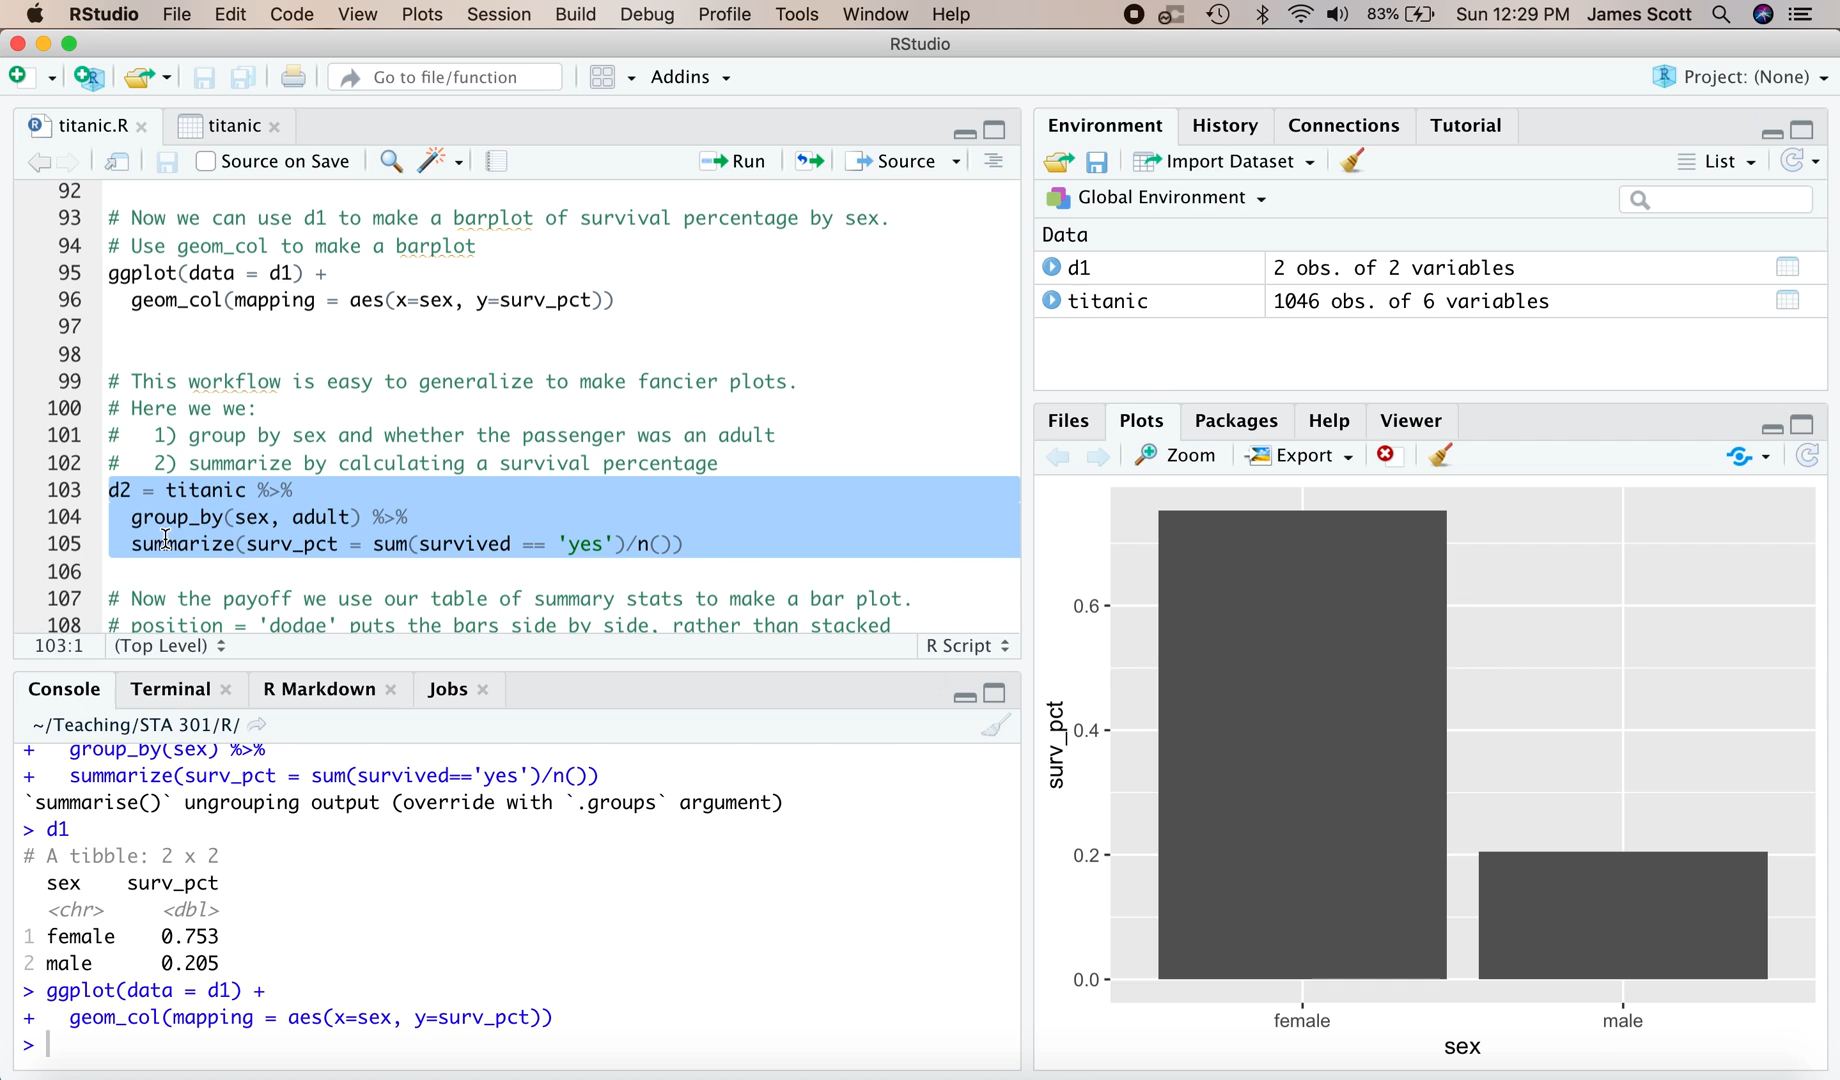 RStudio File Edit Code View Plots Session Build Debug Profile Tools Window Help 83% Sun 12:29 PM James Scott
RStudio
Go to file/function Addins Project: (None)
titanic.R titanic
Source on Save Run Source
92
93 # Now we can use d1 to make a barplot of survival percentage by sex.
94 # Use geom_col to make a barplot
95 ggplot(data = d1) +
96 geom_col(mapping = aes(x=sex, y=surv_pct))
97
98
99 # This workflow is easy to generalize to make fancier plots.
100 # Here we we:
101 # 1) group by sex and whether the passenger was an adult
102 # 2) summarize by calculating a survival percentage
103 d2 = titanic %>%
104 group_by(sex, adult) %>%
105 summarize(surv_pct = sum(survived == 'yes')/n())
106
107 # Now the payoff we use our table of summary stats to make a bar plot.
108 # position = 'dodge' puts the bars side by side, rather than stacked
103:1 (Top Level) R Script
Console Terminal R Markdown Jobs
~/Teaching/STA 301/R/
+ group_by(sex) %>%
+ summarize(surv_pct = sum(survived=='yes')/n())
`summarise()` ungrouping output (override with `.groups` argument)
> d1
# A tibble: 2 x 2
sex surv_pct
<chr> <dbl>
1 female 0.753
2 male 0.205
> ggplot(data = d1) +
+ geom_col(mapping = aes(x=sex, y=surv_pct))
>
Environment History Connections Tutorial
Import Dataset List
Global Environment
Data
d1 2 obs. of 2 variables
titanic 1046 obs. of 6 variables
Files Plots Packages Help Viewer
Zoom Export
0.6
0.4
0.2
0.0
surv_pct
female male
sex